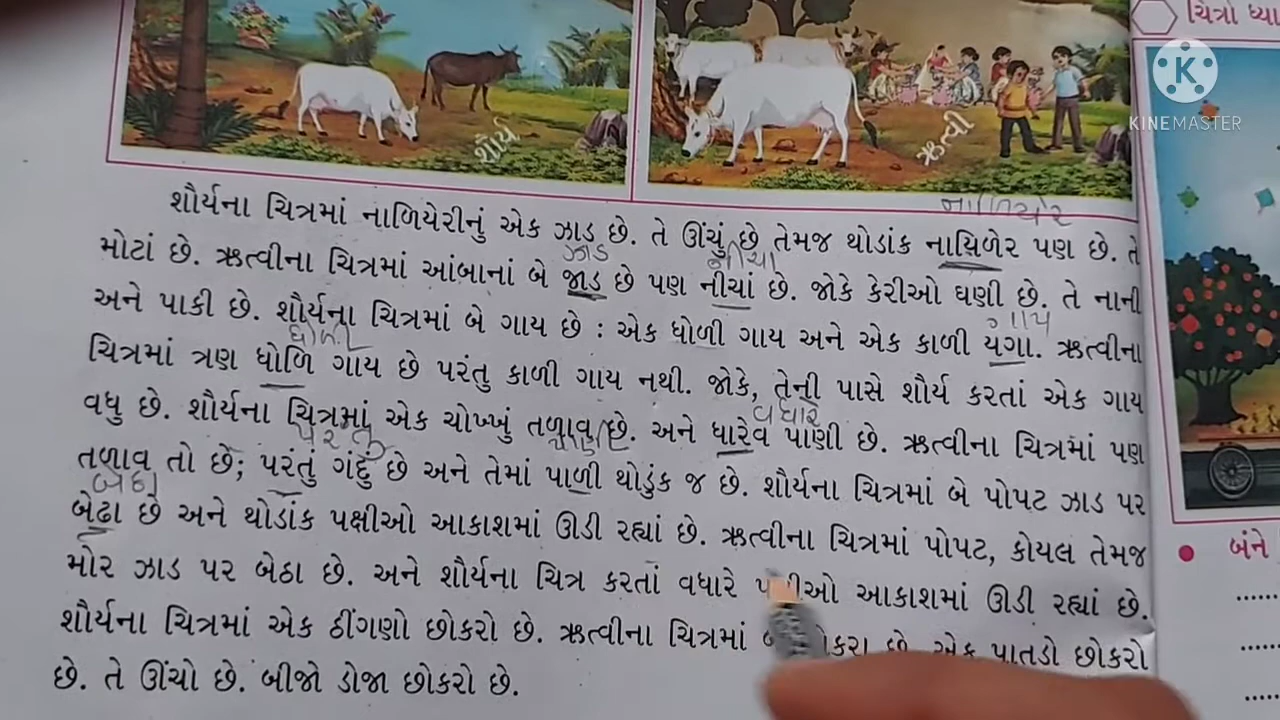 ચિત્રો ધ્યા
K
KINEMASTER
શૌર્ય
ઋત્વી
નાળિયેર
શૌર્યના ચિત્રમાં નાળિયેરીનું એક ઝાડ છે. તે ઊંચું છે તેમજ થોડાંક નાયિળેર પણ છે. તે
ઝાડ નીચા
મોટાં છે. ઋત્વીના ચિત્રમાં આંબાનાં બે જાડ છે પણ નીચાં છે. જોકે કેરીઓ ઘણી છે. તે નાની
ગાય
અને પાકી છે. શૌર્યના ચિત્રમાં બે ગાય છે : એક ધોળી ગાય અને એક કાળી યગા. ઋત્વીના
ધોળી
ચિત્રમાં ત્રણ ધોળિ ગાય છે પરંતુ કાળી ગાય નથી. જોકે, તેની પાસે શૌર્ય કરતાં એક ગાય
વધારે
વધુ છે. શૌર્યના ચિત્રમાં એક ચોખ્ખું તળાવ છે. અને ધારેવ પાણી છે. ઋત્વીના ચિત્રમાં પણ
પરંતુ
તળાવ તો છે; પરંતું ગંદું છે અને તેમાં પાળી થોડુંક જ છે. શૌર્યના ચિત્રમાં બે પોપટ ઝાડ પર
બેઠા
બેઢા છે અને થોડાંક પક્ષીઓ આકાશમાં ઊડી રહ્યાં છે. ઋત્વીના ચિત્રમાં પોપટ, કોયલ તેમજ
મોર ઝાડ પર બેઠા છે. અને શૌર્યના ચિત્ર કરતાં વધારે આકાશમાં ઊડી રહ્યાં છે.
શૌર્યના ચિત્રમાં એક ઠીંગણો છોકરો છે. ઋત્વીના ચિત્રમાં છે. એક પાતડો છોકરો
છે. તે ઊંચો છે. બીજો ડોજા છોકરો છે.
બંને